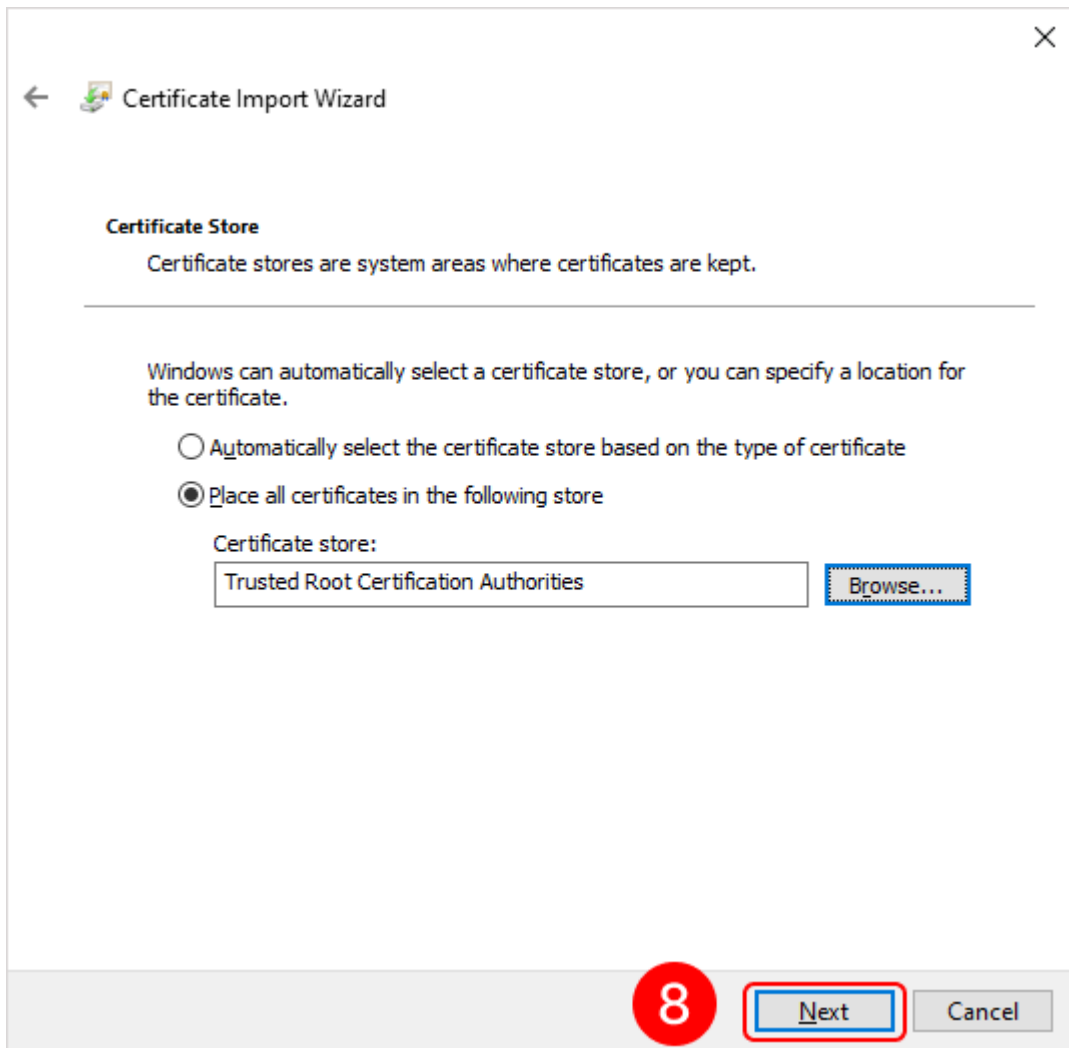 Certificate Import Wizard
Certificate Store
Certificate stores are system areas where certificates are kept.
Windows can automatically select a certificate store, or you can specify a location for
the certificate.
Automatically select the certificate store based on the type of certificate
Place all certificates in the following store
Certificate store:
Trusted Root Certification Authorities
Browse...
8
Next
Cancel